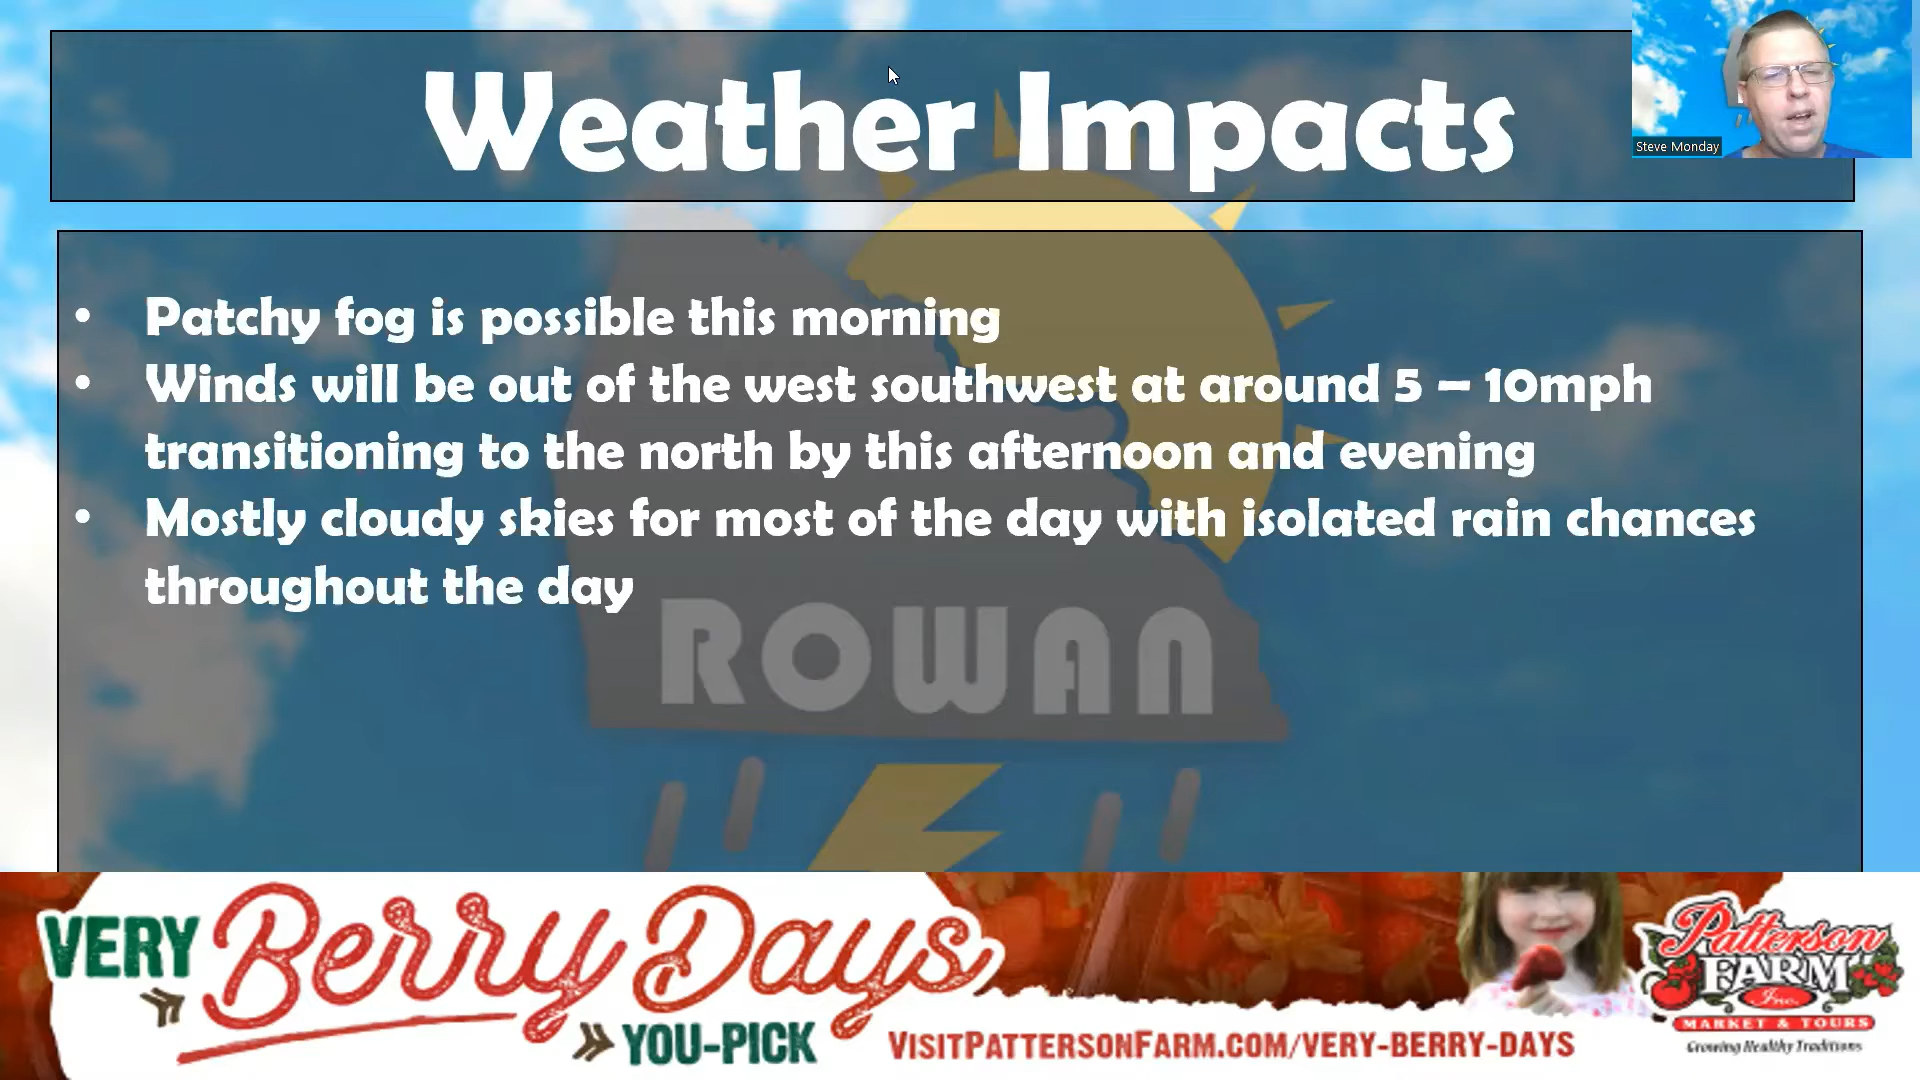 Weather Impacts
Steve Monday
• Patchy fog is possible this morning
• Winds will be out of the west southwest at around 5 – 10mph
transitioning to the north by this afternoon and evening
• Mostly cloudy skies for most of the day with isolated rain chances
throughout the day
ROWAN
VERY Berry Days
YOU-PICK
VISITPATTERSONFARM.COM/VERY-BERRY-DAYS
Patterson
FARM
Inc.
MARKET & TOURS
Growing Healthy Traditions